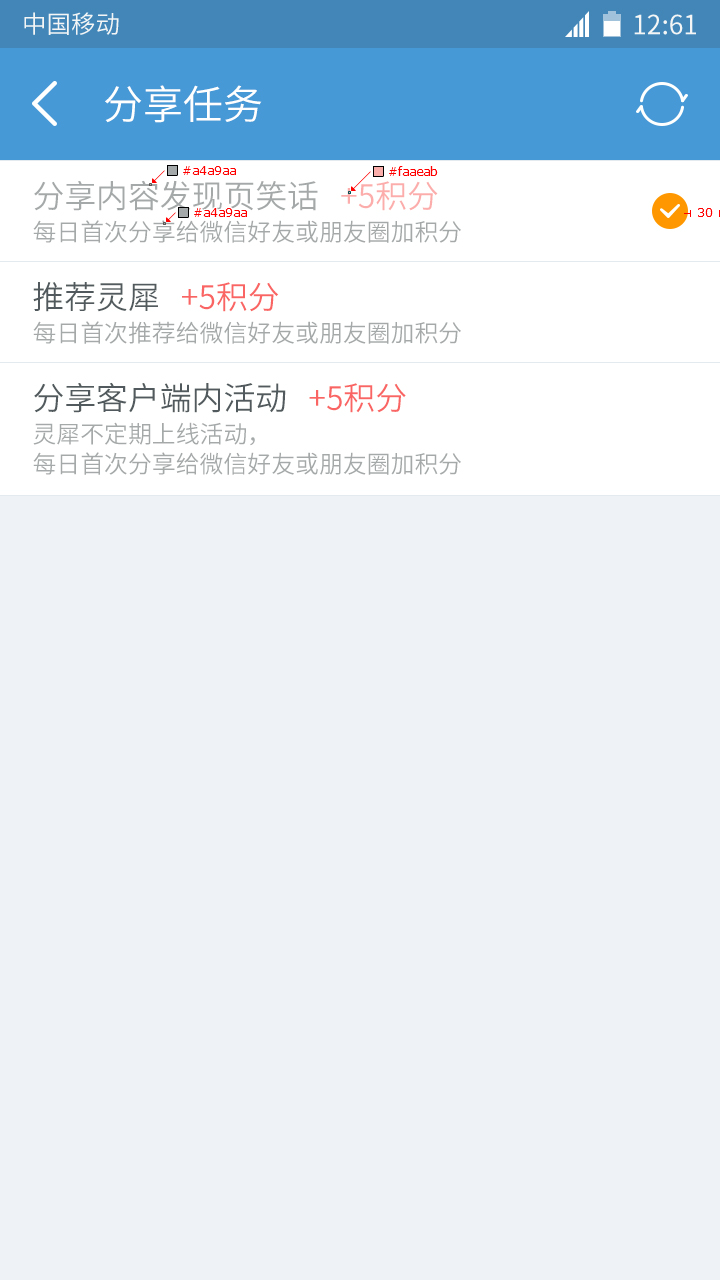 中国移动 12:61
分享任务
#a4a9aa #faaeab
分享内容发现页笑话 +5积分
#a4a9aa 30
每日首次分享给微信好友或朋友圈加积分
推荐灵犀 +5积分
每日首次推荐给微信好友或朋友圈加积分
分享客户端内活动 +5积分
灵犀不定期上线活动，
每日首次分享给微信好友或朋友圈加积分